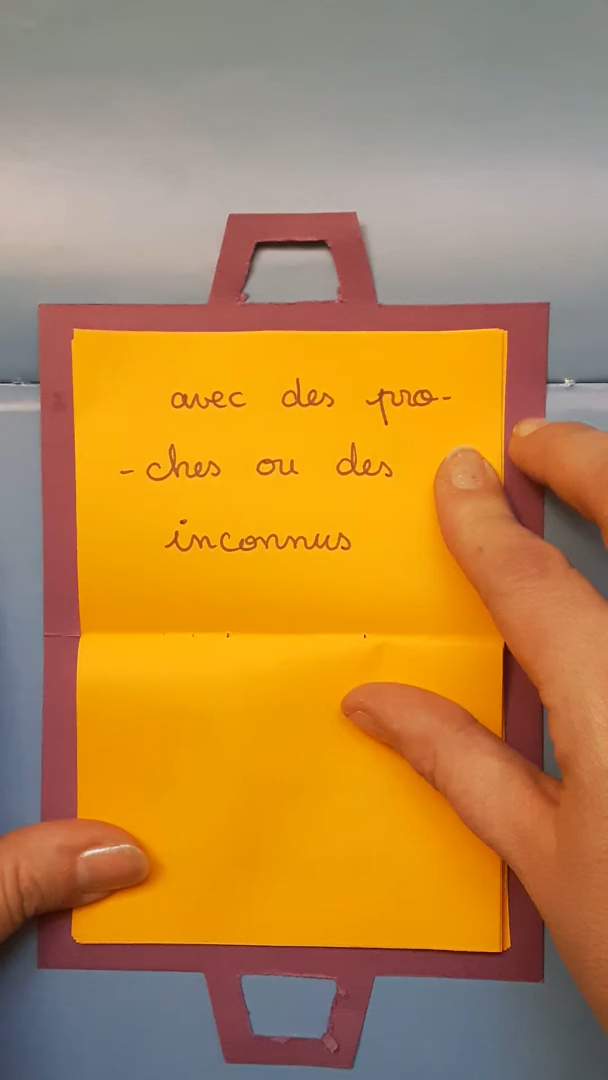 avec des pro-
-ches ou des
inconnus